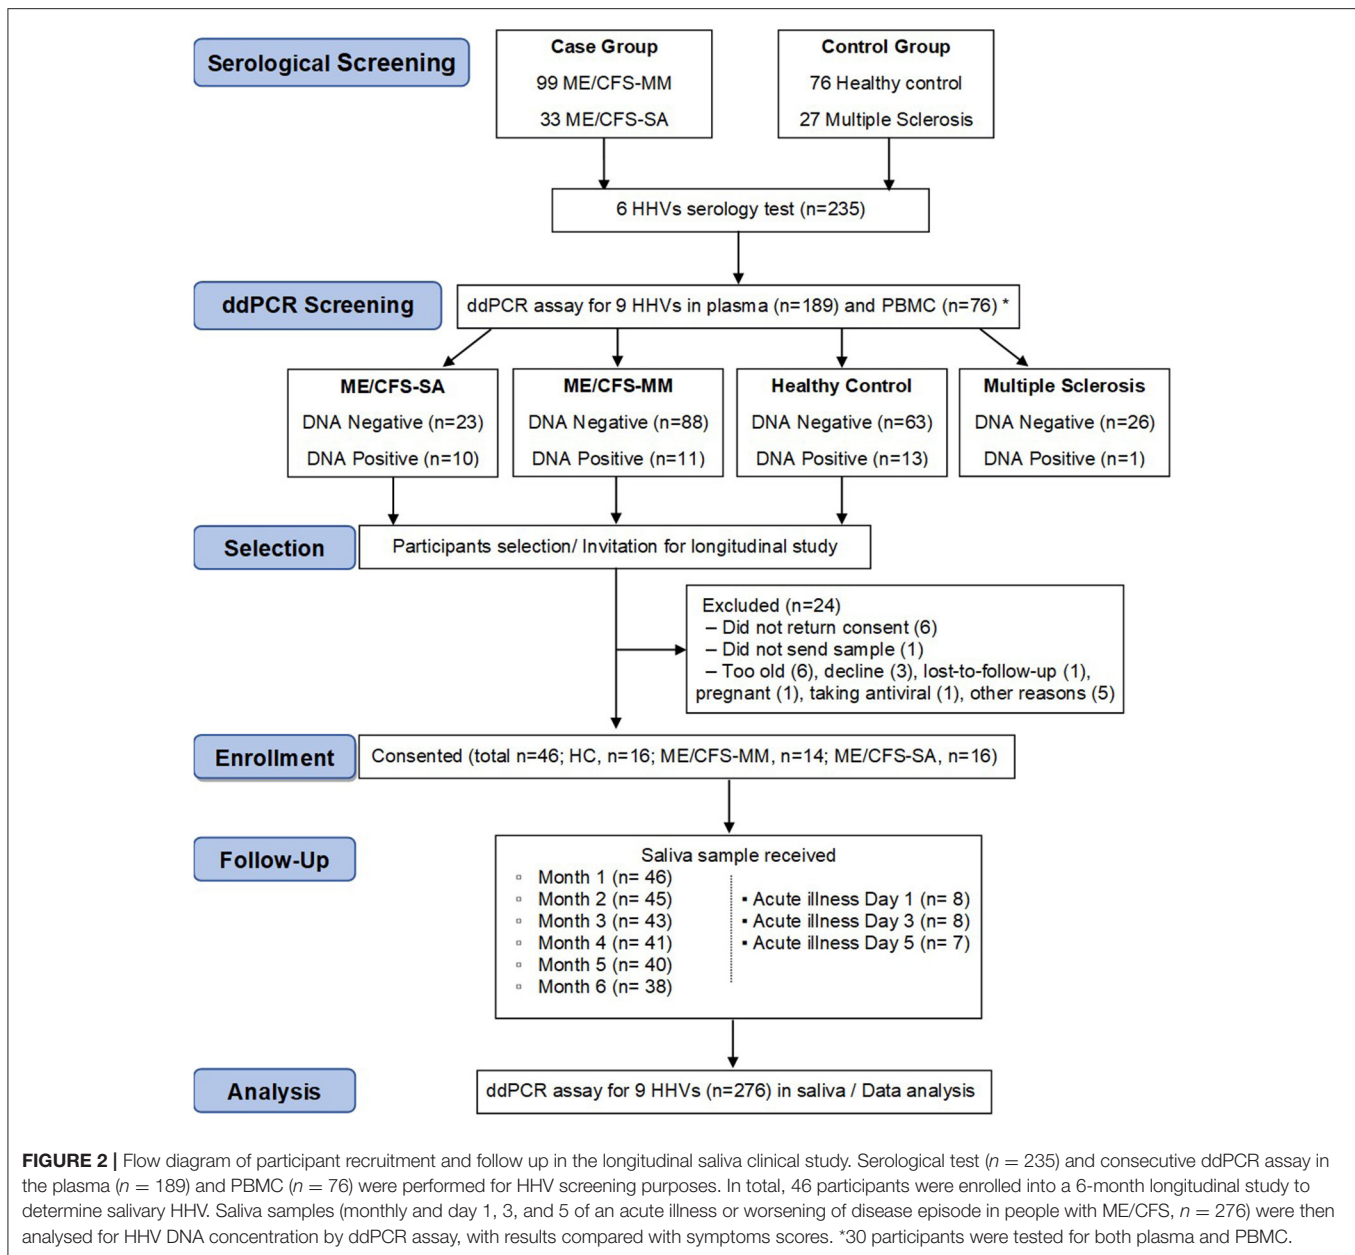 Serological Screening
Case Group
99 ME/CFS-MM
33 ME/CFS-SA
Control Group
76 Healthy control
27 Multiple Sclerosis
6 HHVs serology test (n=235)
ddPCR Screening
ddPCR assay for 9 HHVs in plasma (n=189) and PBMC (n=76) *
ME/CFS-SA
DNA Negative (n=23)
DNA Positive (n=10)
ME/CFS-MM
DNA Negative (n=88)
DNA Positive (n=11)
Healthy Control
DNA Negative (n=63)
DNA Positive (n=13)
Multiple Sclerosis
DNA Negative (n=26)
DNA Positive (n=1)
Selection
Participants selection/ Invitation for longitudinal study
Excluded (n=24)
– Did not return consent (6)
– Did not send sample (1)
– Too old (6), decline (3), lost-to-follow-up (1),
pregnant (1), taking antiviral (1), other reasons (5)
Enrollment
Consented (total n=46; HC, n=16; ME/CFS-MM, n=14; ME/CFS-SA, n=16)
Follow-Up
Saliva sample received
▫ Month 1 (n= 46)
▫ Month 2 (n= 45)
▫ Month 3 (n= 43)
▫ Month 4 (n= 41)
▫ Month 5 (n= 40)
▫ Month 6 (n= 38)
▪ Acute illness Day 1 (n= 8)
▪ Acute illness Day 3 (n= 8)
▪ Acute illness Day 5 (n= 7)
Analysis
ddPCR assay for 9 HHVs (n=276) in saliva / Data analysis
FIGURE 2 | Flow diagram of participant recruitment and follow up in the longitudinal saliva clinical study. Serological test (n = 235) and consecutive ddPCR assay in
the plasma (n = 189) and PBMC (n = 76) were performed for HHV screening purposes. In total, 46 participants were enrolled into a 6-month longitudinal study to
determine salivary HHV. Saliva samples (monthly and day 1, 3, and 5 of an acute illness or worsening of disease episode in people with ME/CFS, n = 276) were then
analysed for HHV DNA concentration by ddPCR assay, with results compared with symptoms scores. *30 participants were tested for both plasma and PBMC.